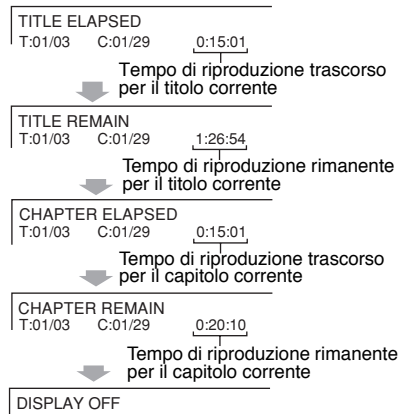 TITLE ELAPSED
T:01/03 C:01/29 0:15:01
Tempo di riproduzione trascorso
per il titolo corrente
TITLE REMAIN
T:01/03 C:01/29 1:26:54
Tempo di riproduzione rimanente
per il titolo corrente
CHAPTER ELAPSED
T:01/03 C:01/29 0:15:01
Tempo di riproduzione trascorso
per il capitolo corrente
CHAPTER REMAIN
T:01/03 C:01/29 0:20:10
Tempo di riproduzione rimanente
per il capitolo corrente
DISPLAY OFF